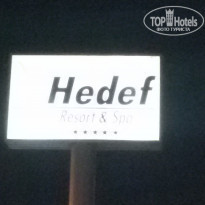 TOP Hotels
ФОТО ТУРИСТА
Hedef
Resort & Spa